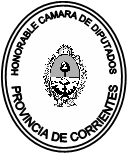 HONORABLE CAMARA DE DIPUTADOS
PROVINCIA DE CORRIENTES